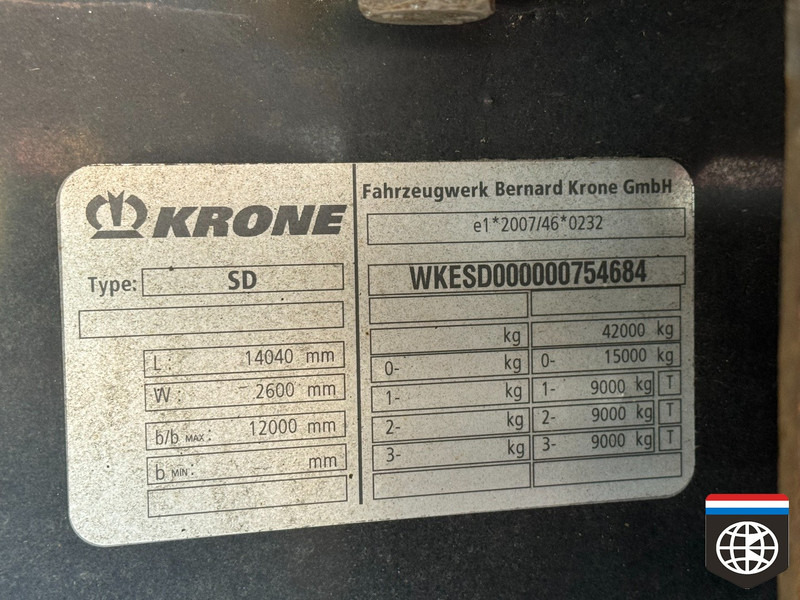 KRONE
Type: SD
L: 14040 mm
W: 2600 mm
b/b MAX: 12000 mm
b MIN: mm
Fahrzeugwerk Bernard Krone GmbH
e1*2007/46*0232
WKESD000000754684
kg 42000 kg
0- kg 0- 15000 kg
1- kg 1- 9000 kg T
2- kg 2- 9000 kg T
3- kg 3- 9000 kg T